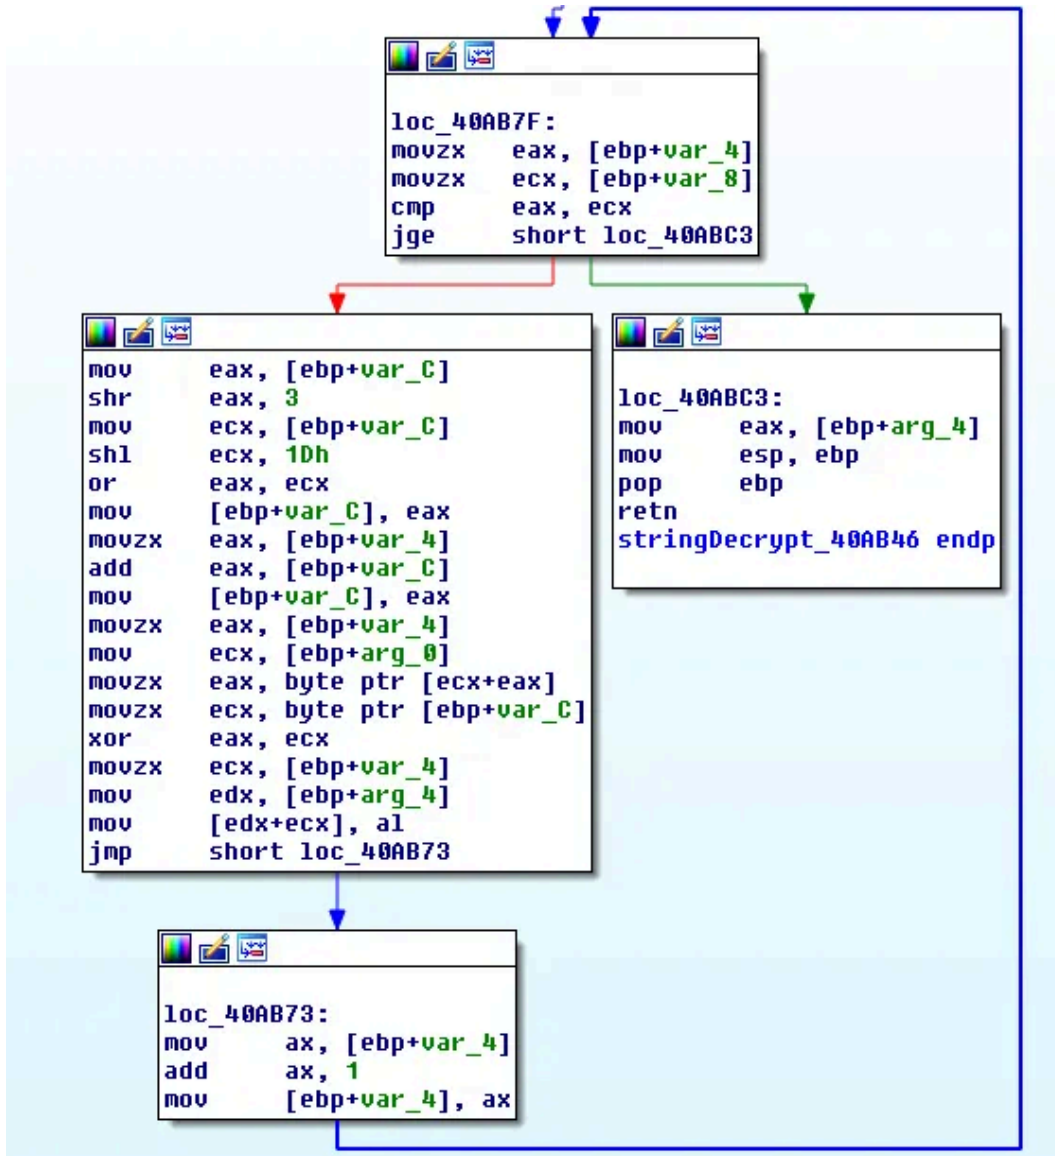 loc_40AB7F:
movzx eax, [ebp+var_4]
movzx ecx, [ebp+var_8]
cmp eax, ecx
jge short loc_40ABC3
mov eax, [ebp+var_C]
shr eax, 3
mov ecx, [ebp+var_C]
shl ecx, 1Dh
or eax, ecx
mov [ebp+var_C], eax
movzx eax, [ebp+var_4]
add eax, [ebp+var_C]
mov [ebp+var_C], eax
movzx eax, [ebp+var_4]
mov ecx, [ebp+arg_0]
movzx eax, byte ptr [ecx+eax]
movzx ecx, byte ptr [ebp+var_C]
xor eax, ecx
movzx ecx, [ebp+var_4]
mov edx, [ebp+arg_4]
mov [edx+ecx], al
jmp short loc_40AB73
loc_40ABC3:
mov eax, [ebp+arg_4]
mov esp, ebp
pop ebp
retn
stringDecrypt_40AB46 endp
loc_40AB73:
mov ax, [ebp+var_4]
add ax, 1
mov [ebp+var_4], ax